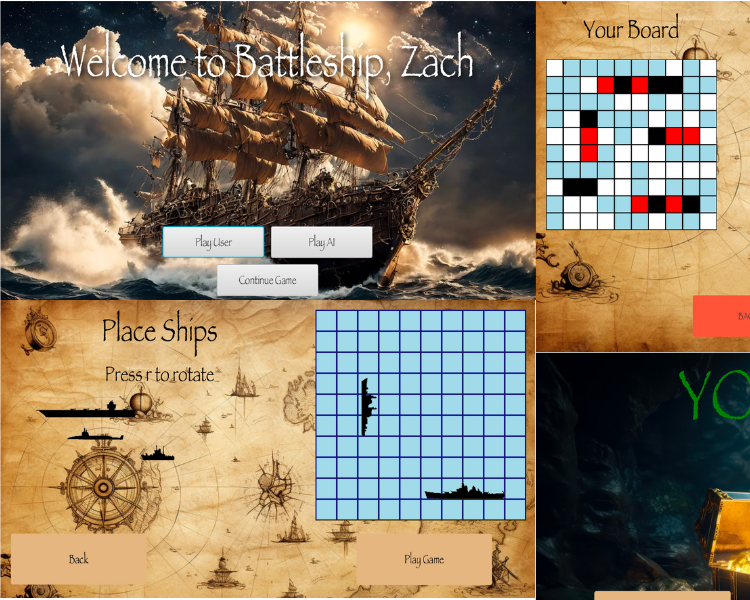 Welcome to Battleship, Zach
Play User
Play AI
Continue Game
Your Board
Place Ships
Press r to rotate
Back
Play Game